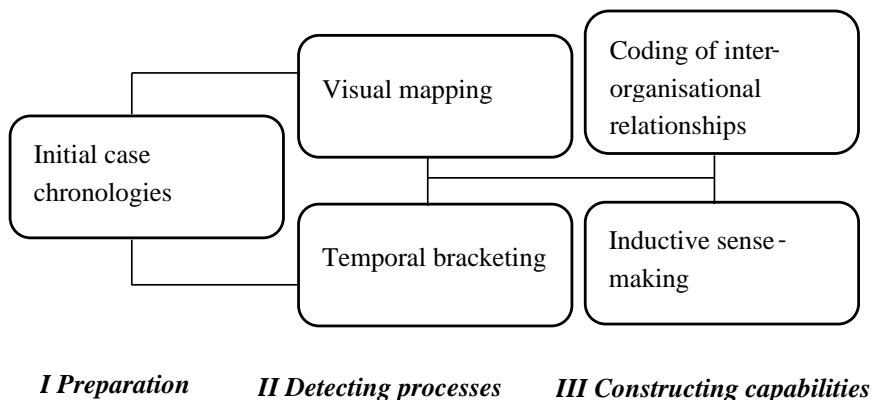 Initial case
chronologies
Visual mapping
Temporal bracketing
Coding of inter-
organisational
relationships
Inductive sense-
making
I Preparation
II Detecting processes
III Constructing capabilities